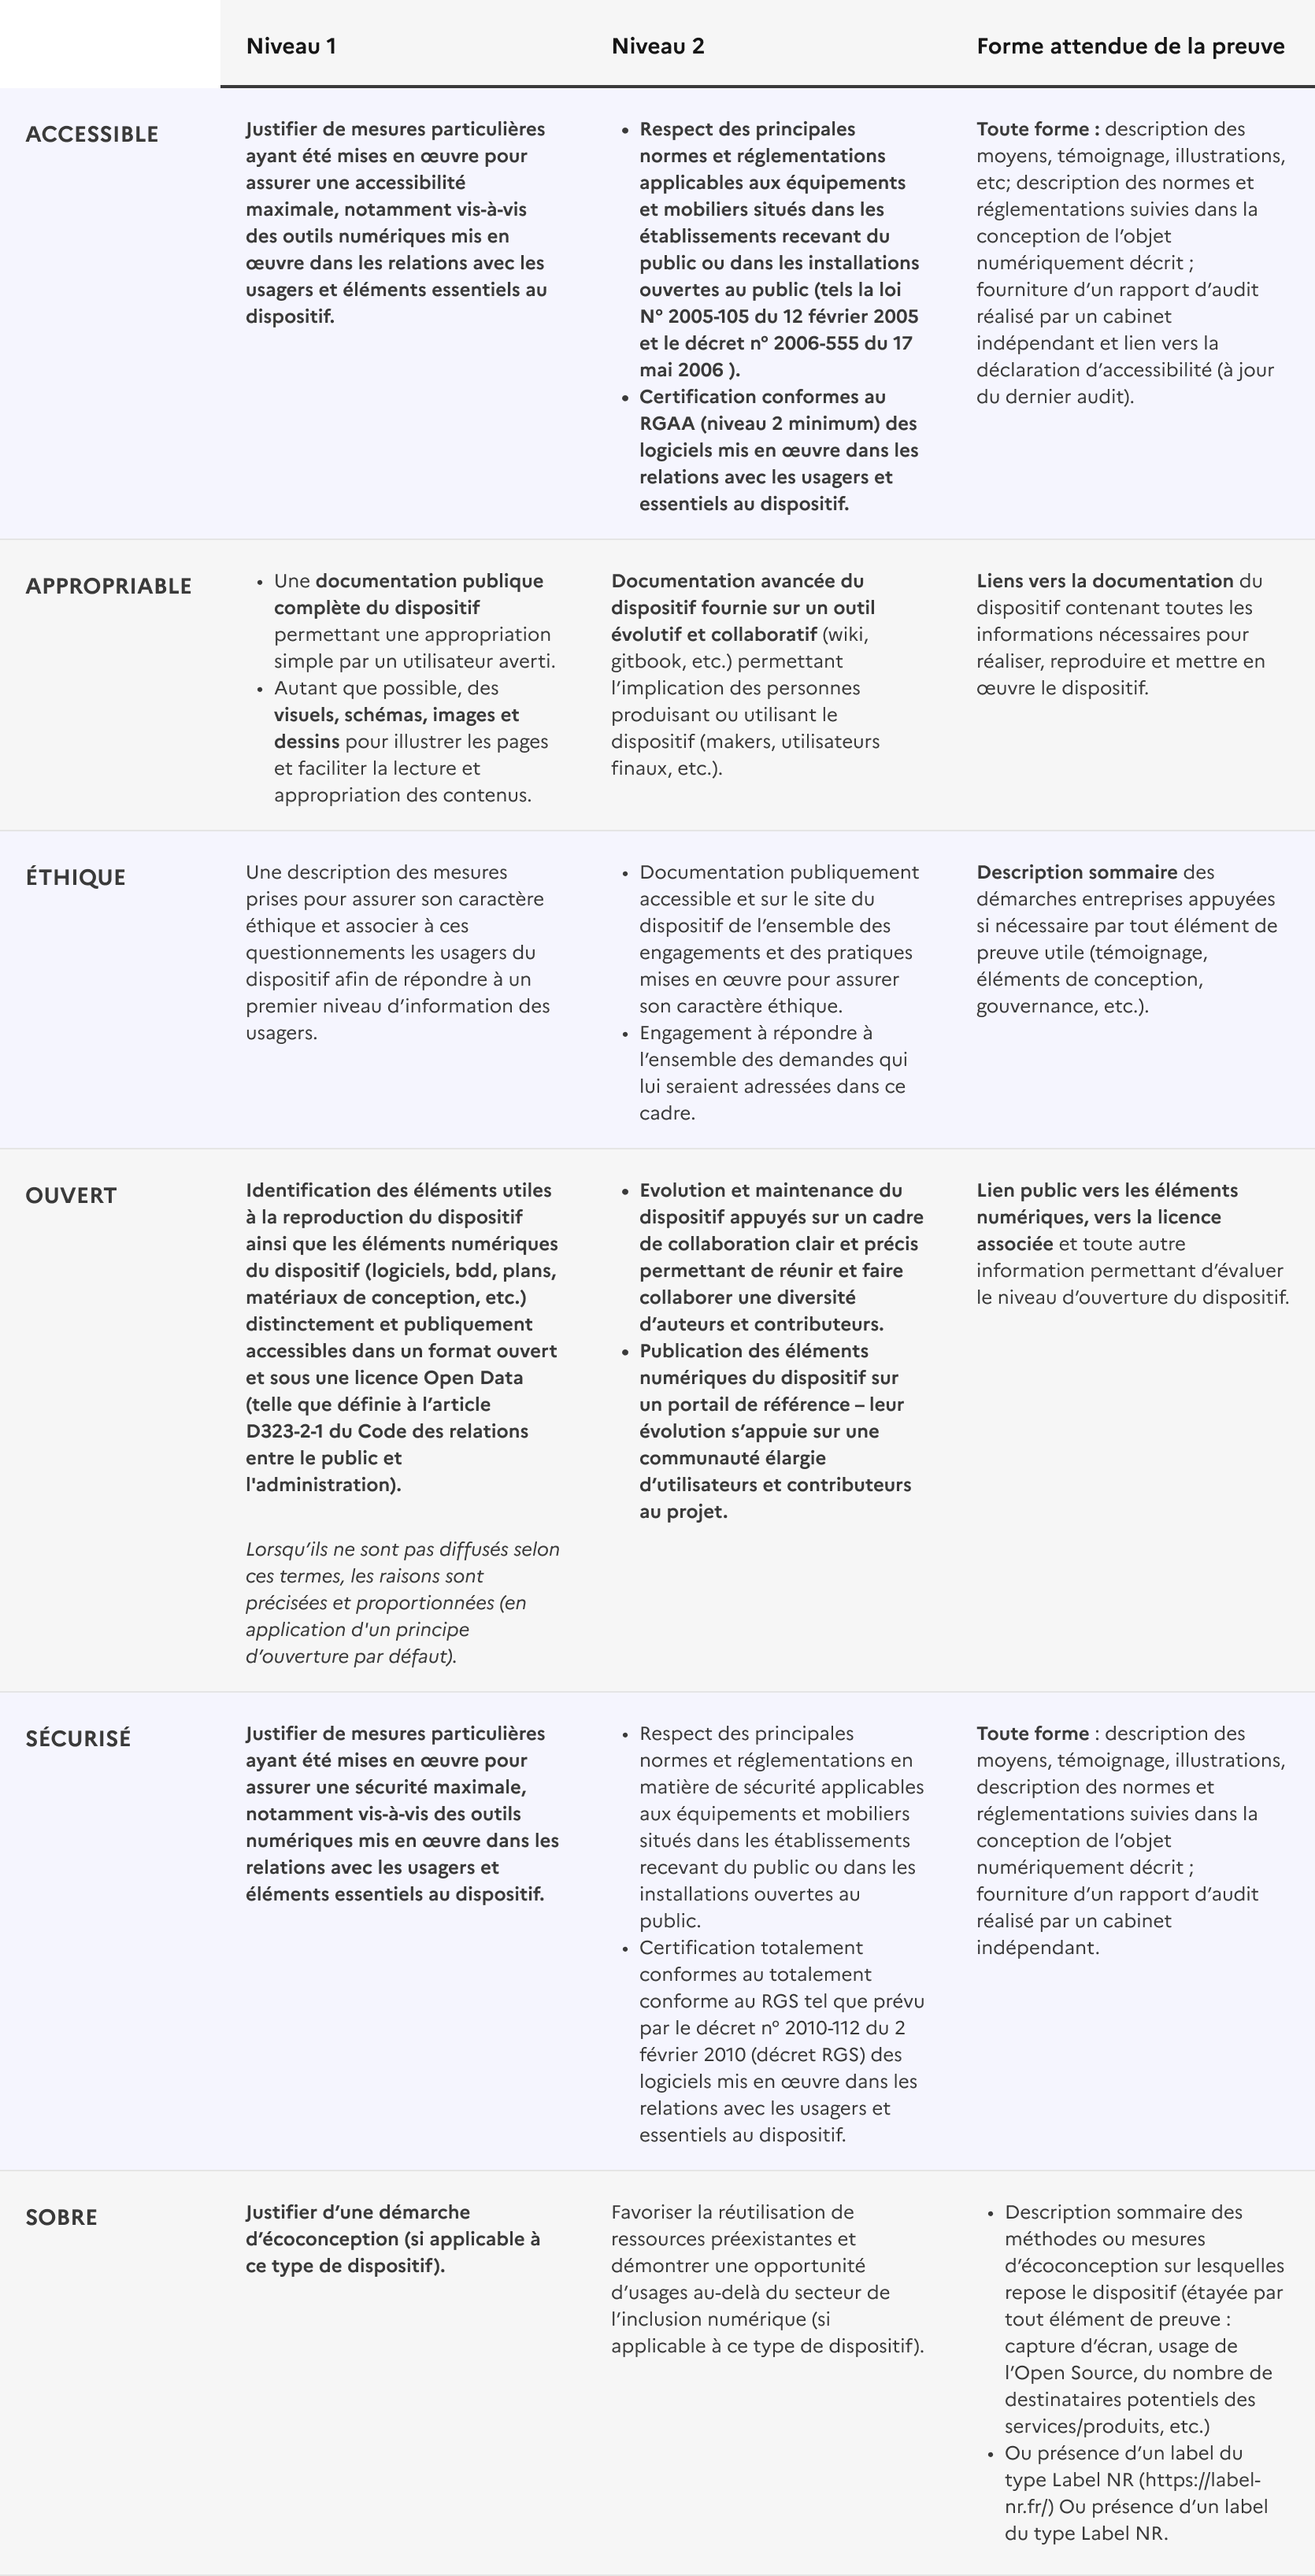 Niveau 1
Niveau 2
Forme attendue de la preuve
ACCESSIBLE
Justifier de mesures particulières
ayant été mises en œuvre pour
assurer une accessibilité
maximale, notamment vis-à-vis
des outils numériques mis en
œuvre dans les relations avec les
usagers et éléments essentiels au
dispositif.
• Respect des principales
normes et réglementations
applicables aux équipements
et mobiliers situés dans les
établissements recevant du
public ou dans les installations
ouvertes au public (tels la loi
N° 2005-105 du 12 février 2005
et le décret n° 2006-555 du 17
mai 2006 ).
• Certification conformes au
RGAA (niveau 2 minimum) des
logiciels mis en œuvre dans les
relations avec les usagers et
essentiels au dispositif.
Toute forme : description des
moyens, témoignage, illustrations,
etc; description des normes et
réglementations suivies dans la
conception de l’objet
numériquement décrit ;
fourniture d’un rapport d’audit
réalisé par un cabinet
indépendant et lien vers la
déclaration d’accessibilité (à jour
du dernier audit).
APPROPRIABLE
• Une documentation publique
complète du dispositif
permettant une appropriation
simple par un utilisateur averti.
• Autant que possible, des
visuels, schémas, images et
dessins pour illustrer les pages
et faciliter la lecture et
appropriation des contenus.
Documentation avancée du
dispositif fournie sur un outil
évolutif et collaboratif (wiki,
gitbook, etc.) permettant
l’implication des personnes
produisant ou utilisant le
dispositif (makers, utilisateurs
finaux, etc.).
Liens vers la documentation du
dispositif contenant toutes les
informations nécessaires pour
réaliser, reproduire et mettre en
œuvre le dispositif.
ÉTHIQUE
Une description des mesures
prises pour assurer son caractère
éthique et associer à ces
questionnements les usagers du
dispositif afin de répondre à un
premier niveau d’information des
usagers.
• Documentation publiquement
accessible et sur le site du
dispositif de l’ensemble des
engagements et des pratiques
mises en œuvre pour assurer
son caractère éthique.
• Engagement à répondre à
l’ensemble des demandes qui
lui seraient adressées dans ce
cadre.
Description sommaire des
démarches entreprises appuyées
si nécessaire par tout élément de
preuve utile (témoignage,
éléments de conception,
gouvernance, etc.).
OUVERT
Identification des éléments utiles
à la reproduction du dispositif
ainsi que les éléments numériques
du dispositif (logiciels, bdd, plans,
matériaux de conception, etc.)
distinctement et publiquement
accessibles dans un format ouvert
et sous une licence Open Data
(telle que définie à l’article
D323-2-1 du Code des relations
entre le public et
l'administration).
Lorsqu’ils ne sont pas diffusés selon
ces termes, les raisons sont
précisées et proportionnées (en
application d'un principe
d’ouverture par défaut).
• Evolution et maintenance du
dispositif appuyés sur un cadre
de collaboration clair et précis
permettant de réunir et faire
collaborer une diversité
d’auteurs et contributeurs.
• Publication des éléments
numériques du dispositif sur
un portail de référence – leur
évolution s’appuie sur une
communauté élargie
d’utilisateurs et contributeurs
au projet.
Lien public vers les éléments
numériques, vers la licence
associée et toute autre
information permettant d’évaluer
le niveau d’ouverture du dispositif.
SÉCURISÉ
Justifier de mesures particulières
ayant été mises en œuvre pour
assurer une sécurité maximale,
notamment vis-à-vis des outils
numériques mis en œuvre dans les
relations avec les usagers et
éléments essentiels au dispositif.
• Respect des principales
normes et réglementations en
matière de sécurité applicables
aux équipements et mobiliers
situés dans les établissements
recevant du public ou dans les
installations ouvertes au
public.
• Certification totalement
conformes au totalement
conforme au RGS tel que prévu
par le décret n° 2010-112 du 2
février 2010 (décret RGS) des
logiciels mis en œuvre dans les
relations avec les usagers et
essentiels au dispositif.
Toute forme : description des
moyens, témoignage, illustrations,
description des normes et
réglementations suivies dans la
conception de l’objet
numériquement décrit ;
fourniture d’un rapport d’audit
réalisé par un cabinet
indépendant.
SOBRE
Justifier d’une démarche
d’écoconception (si applicable à
ce type de dispositif).
Favoriser la réutilisation de
ressources préexistantes et
démontrer une opportunité
d’usages au-delà du secteur de
l’inclusion numérique (si
applicable à ce type de dispositif).
• Description sommaire des
méthodes ou mesures
d’écoconception sur lesquelles
repose le dispositif (étayée par
tout élément de preuve :
capture d’écran, usage de
l’Open Source, du nombre de
destinataires potentiels des
services/produits, etc.)
• Ou présence d’un label du
type Label NR (https://label-
nr.fr/) Ou présence d’un label
du type Label NR.